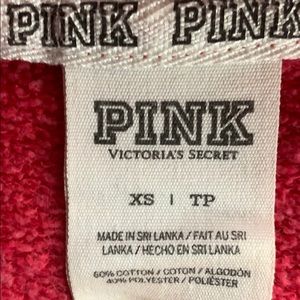 PINK PINK
PINK
VICTORIA'S SECRET
XS | TP
MADE IN SRI LANKA / FAIT AU SRI
LANKA / HECHO EN SRI LANKA
60% COTTON / COTON / ALGODÓN
40% POLYESTER / POLIÉSTER